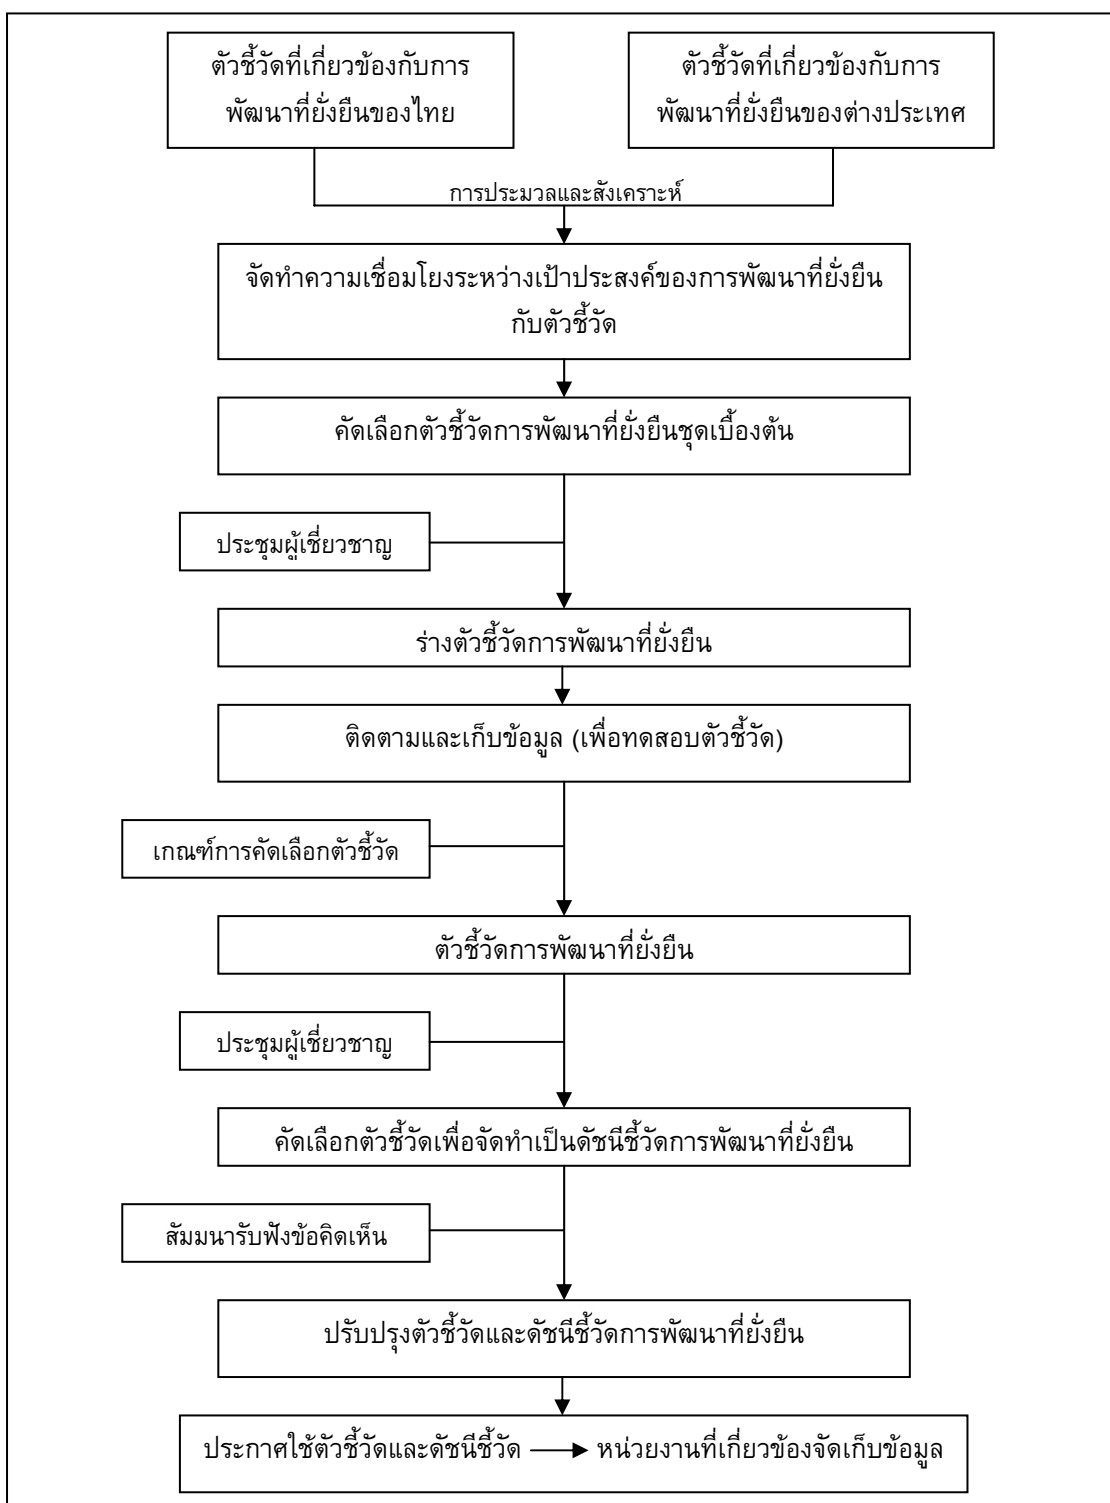 ตัวชี้วัดที่เกี่ยวข้องกับการ
พัฒนาที่ยั่งยืนของไทย
ตัวชี้วัดที่เกี่ยวข้องกับการ
พัฒนาที่ยั่งยืนของต่างประเทศ
การประมวลและสังเคราะห์
จัดทำความเชื่อมโยงระหว่างเป้าประสงค์ของการพัฒนาที่ยั่งยืน
กับตัวชี้วัด
คัดเลือกตัวชี้วัดการพัฒนาที่ยั่งยืนชุดเบื้องต้น
ประชุมผู้เชี่ยวชาญ
ร่างตัวชี้วัดการพัฒนาที่ยั่งยืน
ติดตามและเก็บข้อมูล (เพื่อทดสอบตัวชี้วัด)
เกณฑ์การคัดเลือกตัวชี้วัด
ตัวชี้วัดการพัฒนาที่ยั่งยืน
ประชุมผู้เชี่ยวชาญ
คัดเลือกตัวชี้วัดเพื่อจัดทำเป็นดัชนีชี้วัดการพัฒนาที่ยั่งยืน
สัมมนารับฟังข้อคิดเห็น
ปรับปรุงตัวชี้วัดและดัชนีชี้วัดการพัฒนาที่ยั่งยืน
ประกาศใช้ตัวชี้วัดและดัชนีชี้วัด → หน่วยงานที่เกี่ยวข้องจัดเก็บข้อมูล